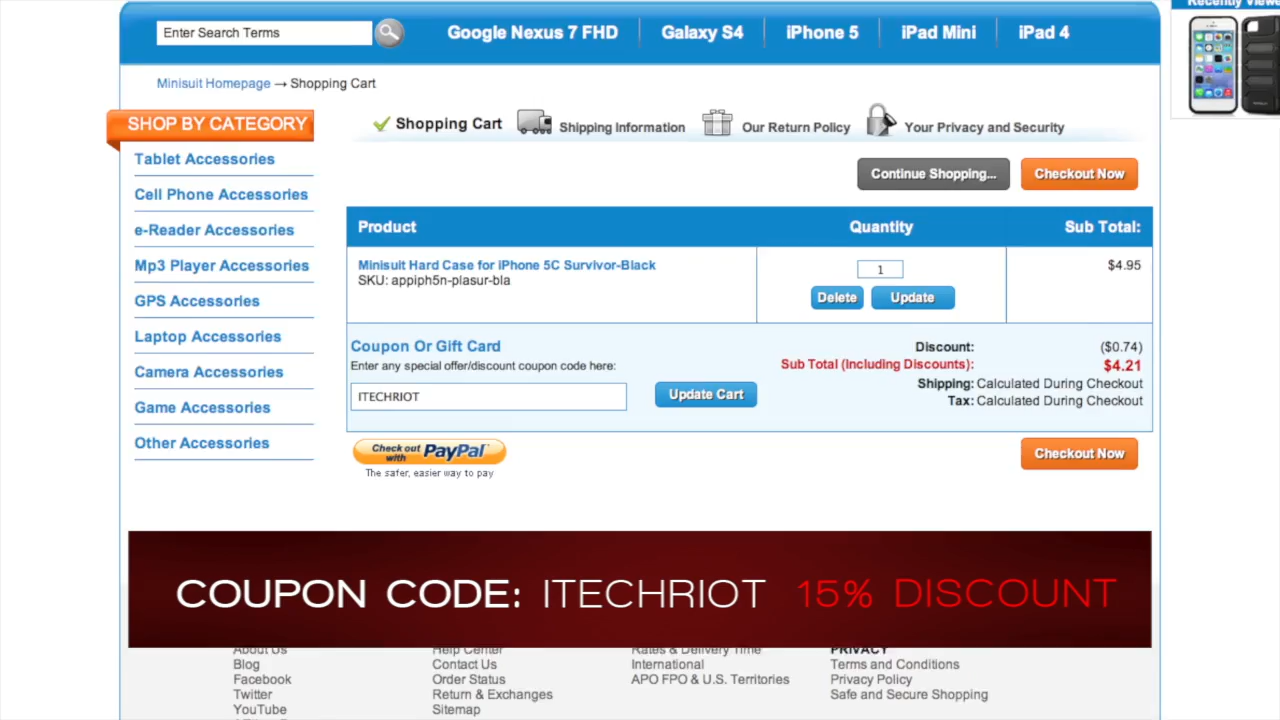 Recently Viewe
Enter Search Terms
Google Nexus 7 FHD
Galaxy S4
iPhone 5
iPad Mini
iPad 4
Minisuit Homepage → Shopping Cart
SHOP BY CATEGORY
Tablet Accessories
Cell Phone Accessories
e-Reader Accessories
Mp3 Player Accessories
GPS Accessories
Laptop Accessories
Camera Accessories
Game Accessories
Other Accessories
Shopping Cart
Shipping Information
Our Return Policy
Your Privacy and Security
Continue Shopping...
Checkout Now
Product
Quantity
Sub Total:
Minisuit Hard Case for iPhone 5C Survivor-Black
SKU: appiph5n-plasur-bla
1
Delete
Update
$4.95
Coupon Or Gift Card
Enter any special offer/discount coupon code here:
ITECHRIOT
Update Cart
Discount: ($0.74)
Sub Total (Including Discounts): $4.21
Shipping: Calculated During Checkout
Tax: Calculated During Checkout
Check out with PayPal
The safer, easier way to pay
Checkout Now
COUPON CODE: ITECHRIOT 15% DISCOUNT
About Us
Blog
Facebook
Twitter
YouTube
Help Center
Contact Us
Order Status
Return & Exchanges
Sitemap
Rates & Delivery Time
International
APO FPO & U.S. Territories
PRIVACY
Terms and Conditions
Privacy Policy
Safe and Secure Shopping